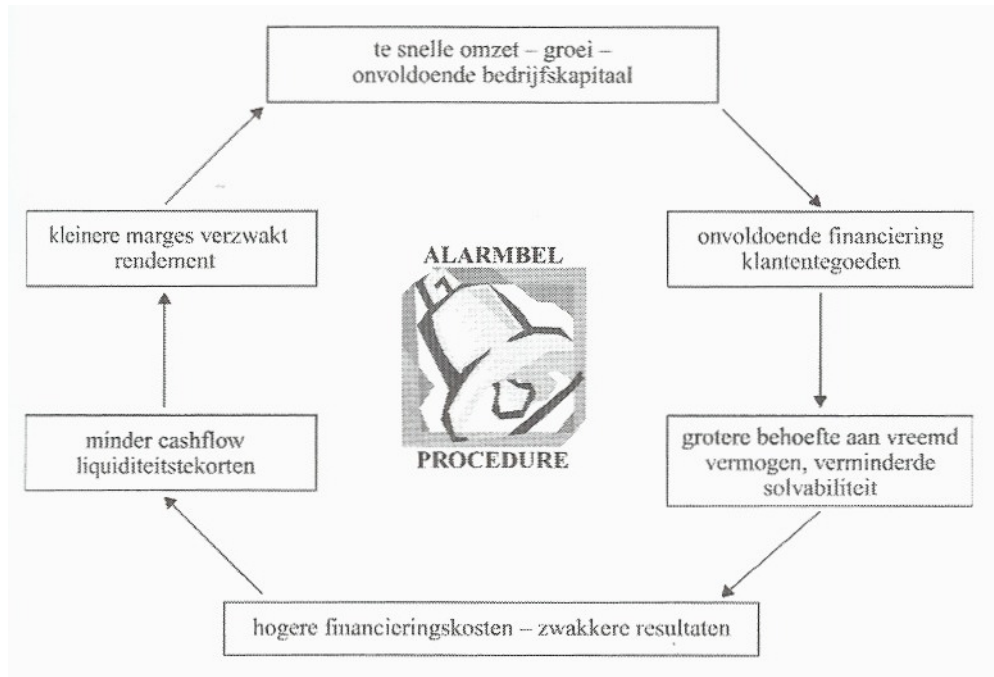 te snelle omzet – groei –
onvoldoende bedrijfskapitaal
onvoldoende financiering
klantentegoeden
grotere behoefte aan vreemd
vermogen, verminderde
solvabiliteit
hogere financieringskosten – zwakkere resultaten
minder cashflow
liquiditeitstekorten
kleinere marges verzwakt
rendement
ALARMBEL
PROCEDURE